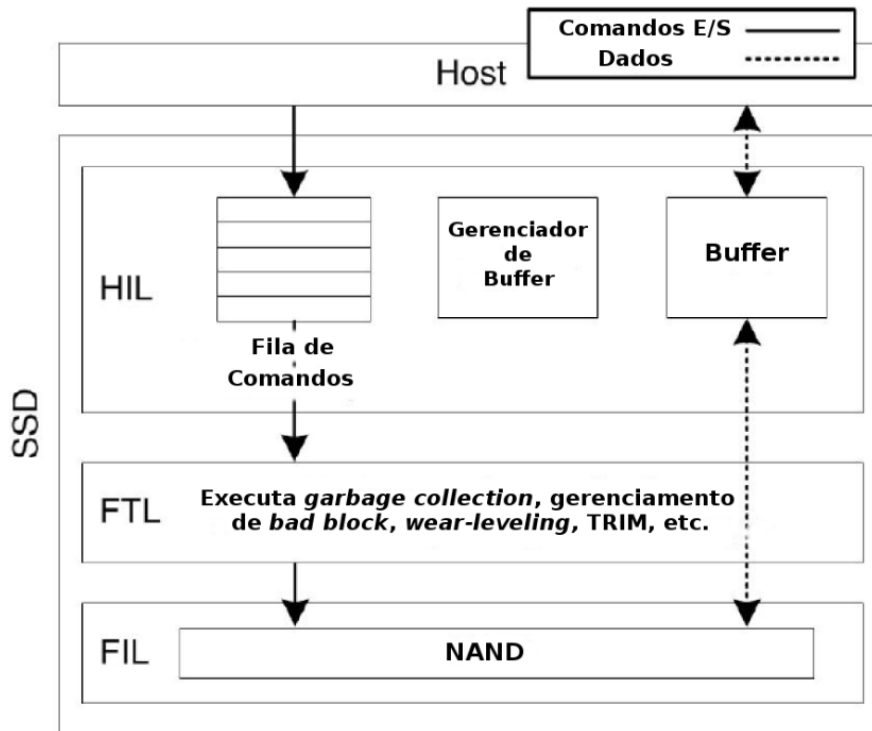 Comandos E/S
Dados
Host
SSD
HIL
Gerenciador
de
Buffer
Buffer
Fila de
Comandos
FTL
Executa garbage collection, gerenciamento
de bad block, wear-leveling, TRIM, etc.
FIL
NAND